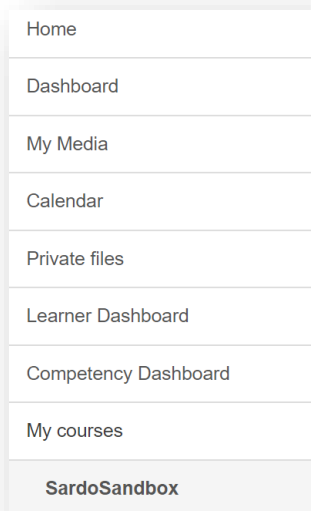 Home
Dashboard
My Media
Calendar
Private files
Learner Dashboard
Competency Dashboard
My courses
SardoSandbox